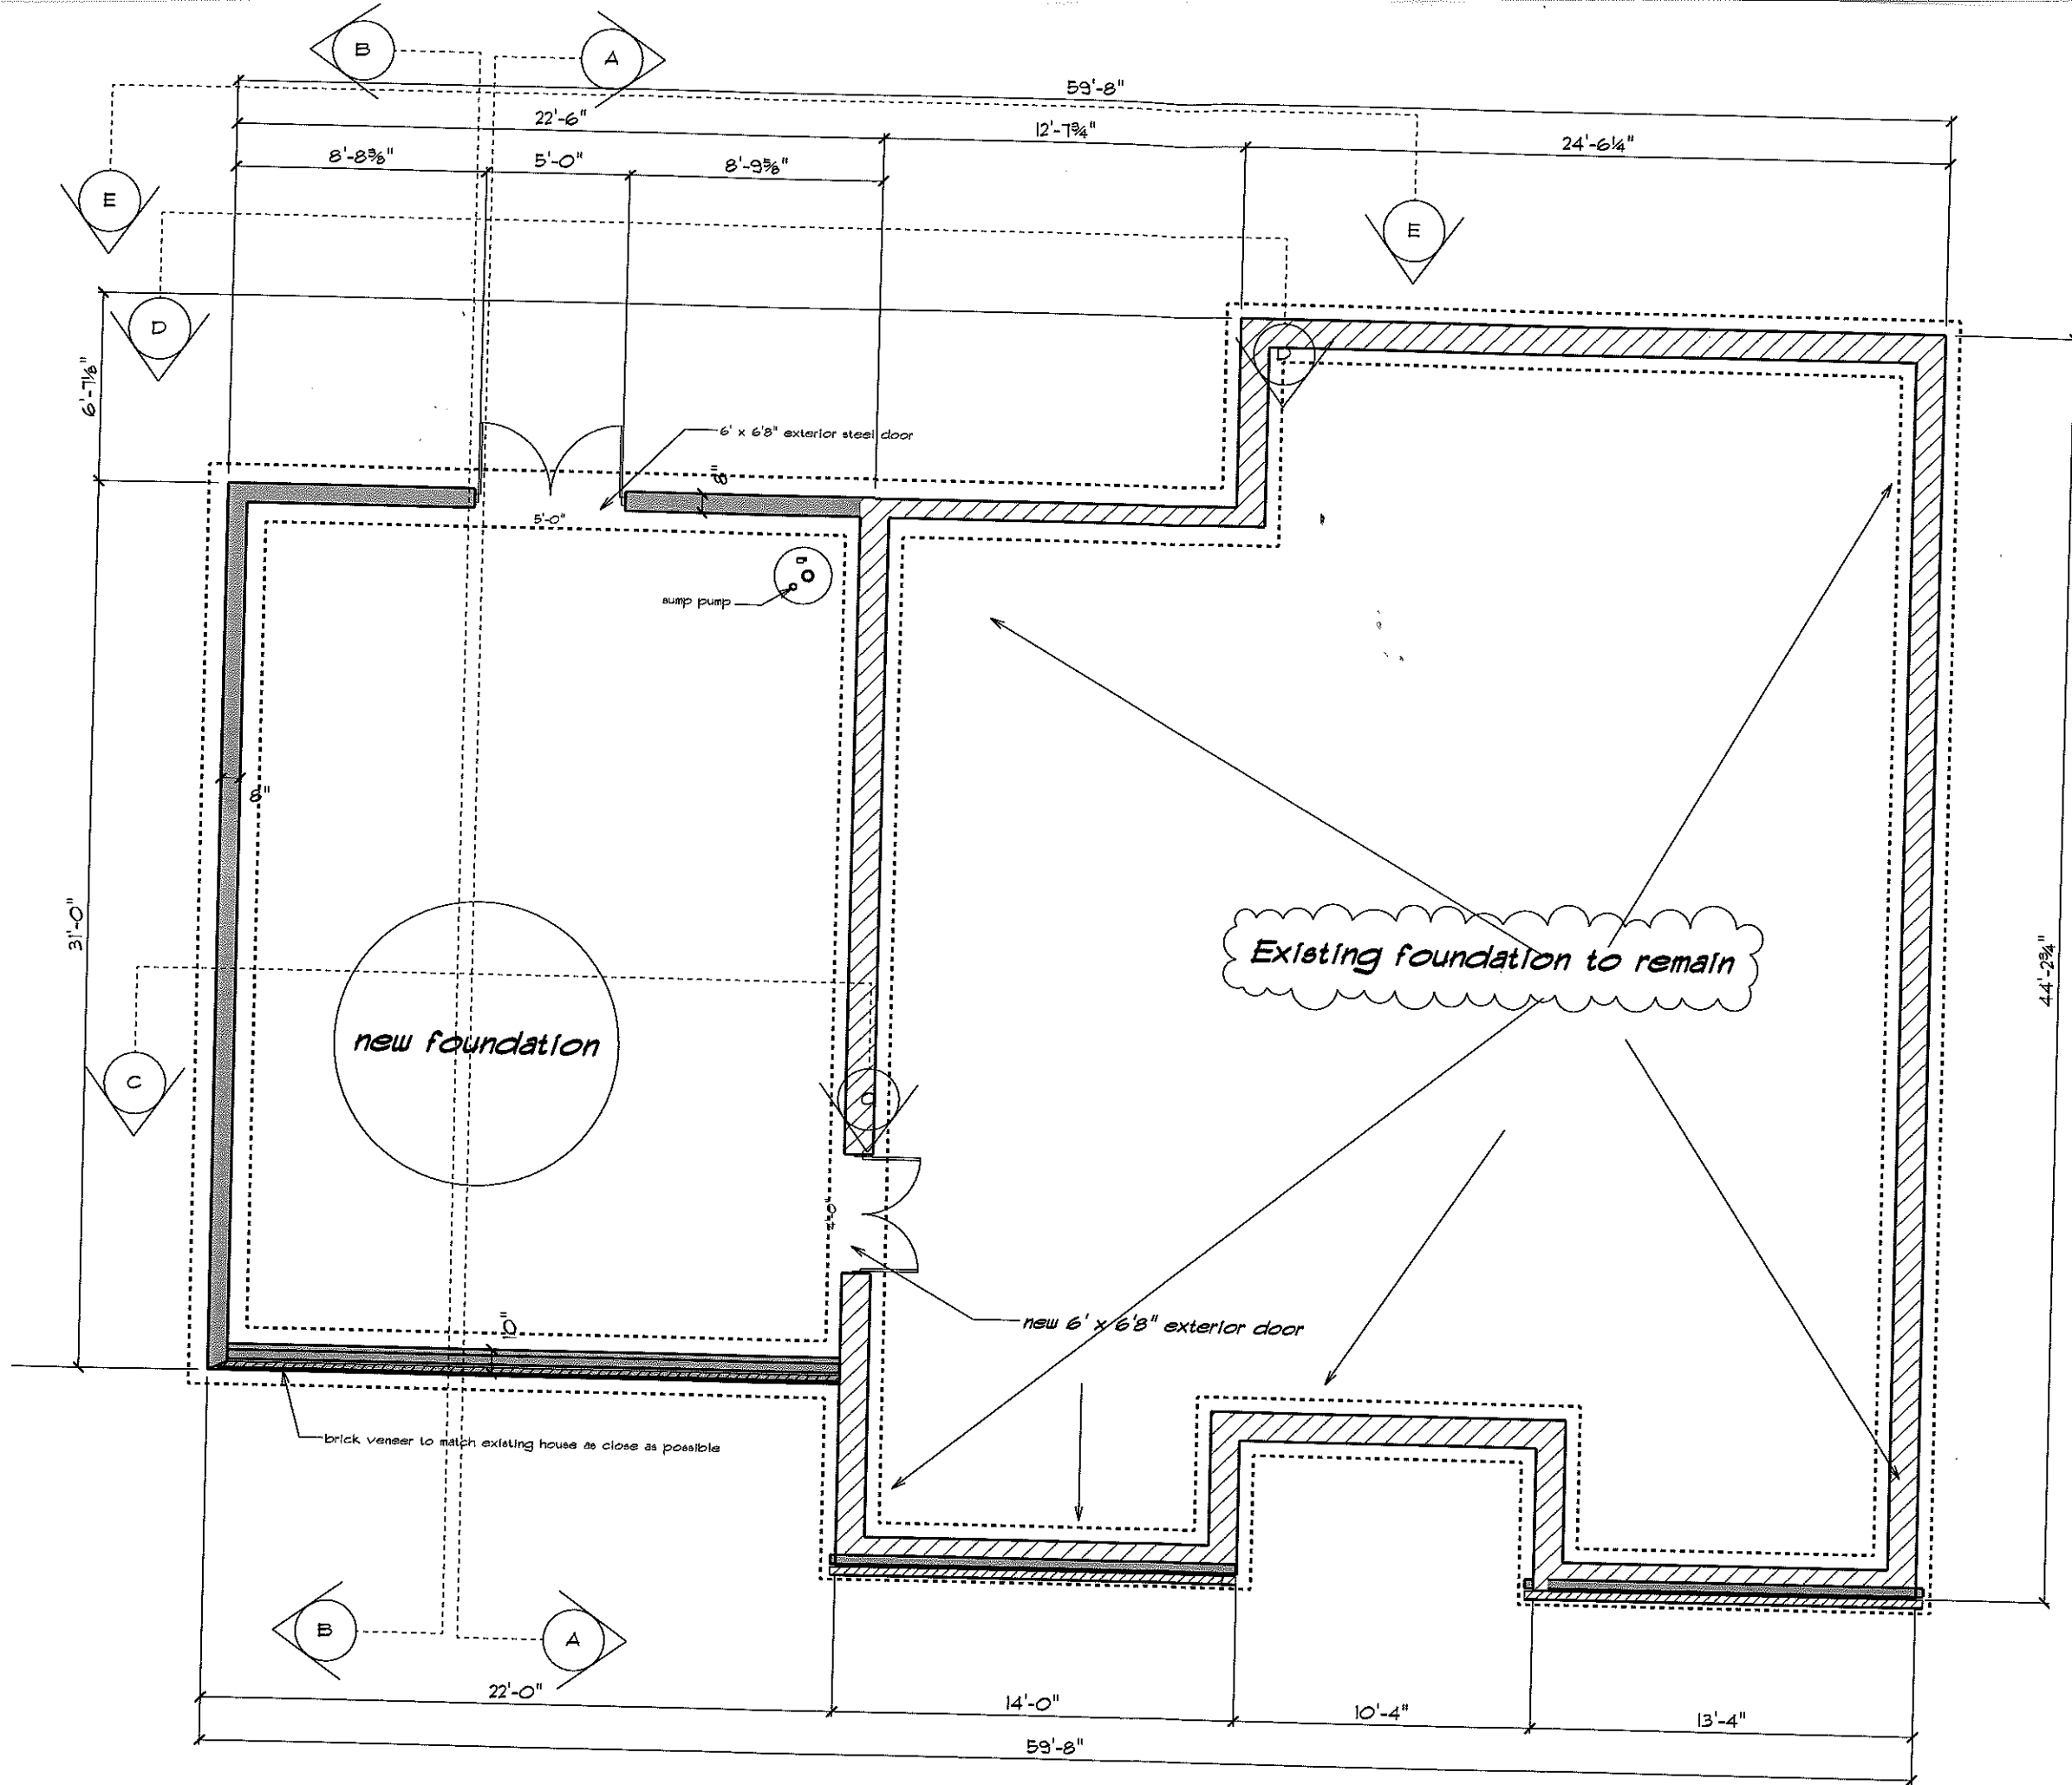 B
A
59'-8"
22'-6"
12'-7¾"
24'-6¼"
8'-8⅜"
5'-0"
8'-9⅝"
E
E
D
D
6'-7⅛"
6' x 6'8" exterior steel door
8"
5'-0"
sump pump
8"
31'-0"
Existing foundation to remain
44'-2¾"
new foundation
C
C
new 6' x 6'8" exterior door
10"
brick veneer to match existing house as close as possible
B
A
22'-0"
14'-0"
10'-4"
13'-4"
59'-8"